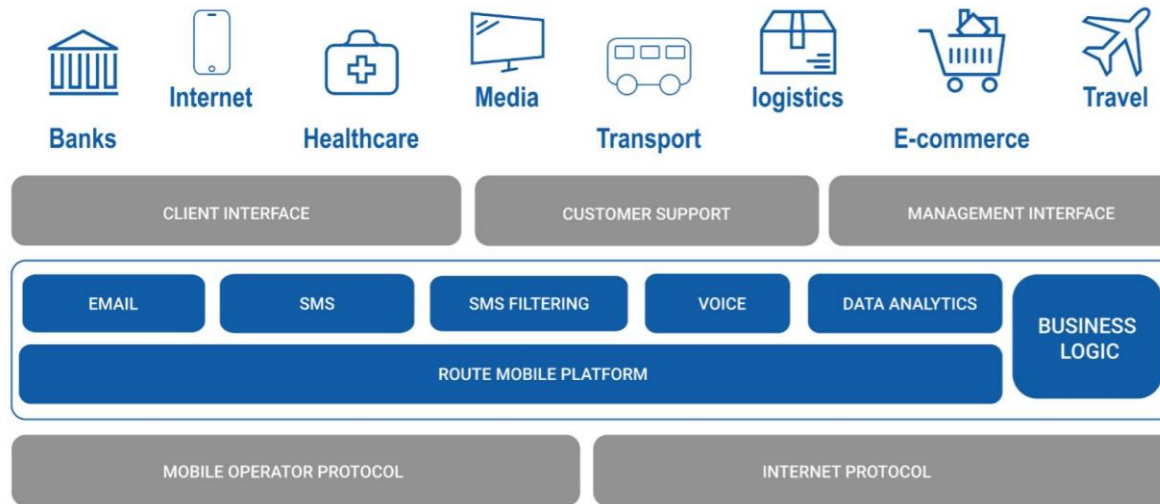 Internet
Media
logistics
Travel
Banks
Healthcare
Transport
E-commerce
CLIENT INTERFACE
CUSTOMER SUPPORT
MANAGEMENT INTERFACE
EMAIL
SMS
SMS FILTERING
VOICE
DATA ANALYTICS
BUSINESS
LOGIC
ROUTE MOBILE PLATFORM
MOBILE OPERATOR PROTOCOL
INTERNET PROTOCOL